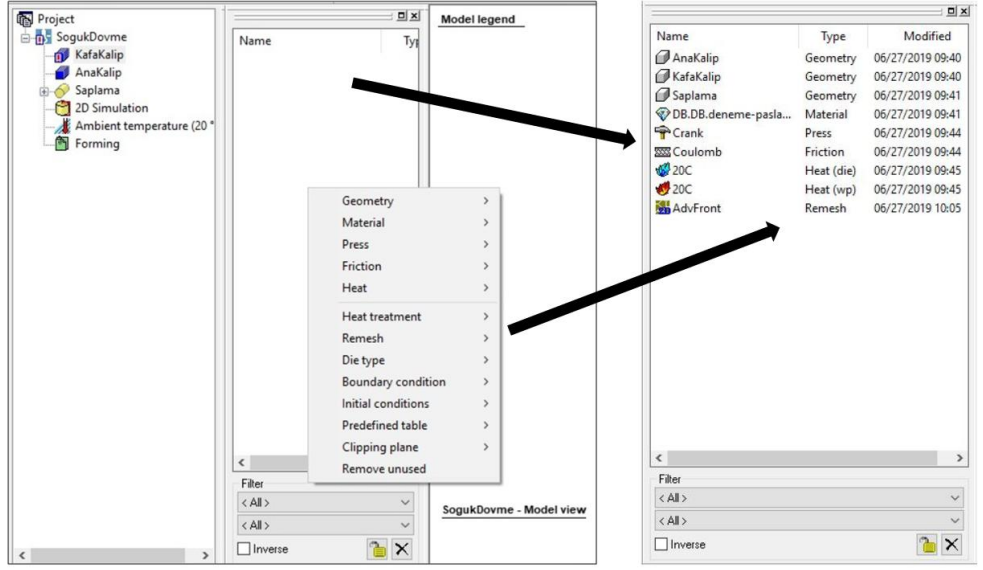 Project
SogukDovme
KafaKalip
AnaKalip
Saplama
2D Simulation
Ambient temperature (20 °
Forming
Name Typ
Geometry
Material
Press
Friction
Heat
Heat treatment
Remesh
Die type
Boundary condition
Initial conditions
Predefined table
Clipping plane
Remove unused
Filter
< All >
< All >
Inverse
Model legend
SogukDovme - Model view
Name Type Modified
AnaKalip Geometry 06/27/2019 09:40
KafaKalip Geometry 06/27/2019 09:40
Saplama Geometry 06/27/2019 09:41
DB.DB.deneme-pasla... Material 06/27/2019 09:41
Crank Press 06/27/2019 09:44
Coulomb Friction 06/27/2019 09:44
20C Heat (die) 06/27/2019 09:45
20C Heat (wp) 06/27/2019 09:45
AdvFront Remesh 06/27/2019 10:05
Filter
< All >
< All >
Inverse